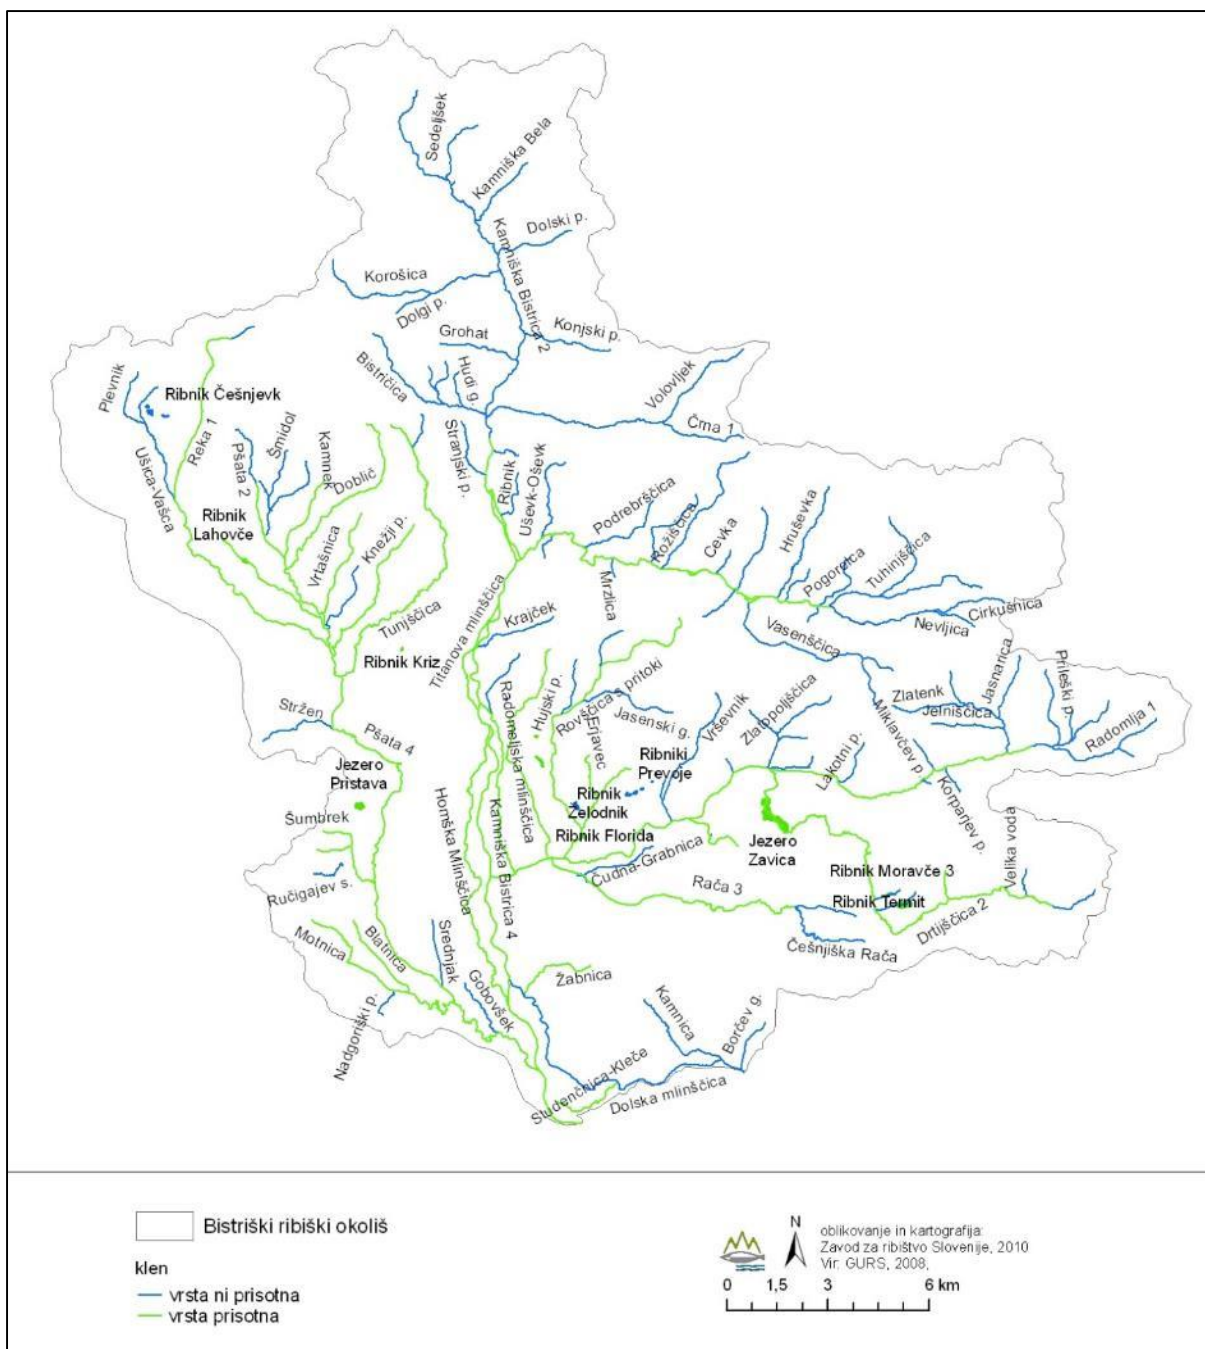 Sedeljšek
Kamniška Bela
Dolski p.
Kamniška Bistrica 2
Korošica
Dolgi p.
Grohat
Konjski p.
Bistričica
Hudi g.
Volovljek
Črna 1
Plevnik
Ribnik Češnjevk
Reka 1
Pšata 2
Šmidol
Kamnek
Doblič
Stranjski p.
Ribnik
Uševk-Oševk
Ušica-Vašca
Ribnik
Lahovče
Vrtašnica
Knežji p.
Podrebrščica
Rožiščica
Cevka
Hruševka
Pogorelca
Tuhinjščica
Cirkušnica
Nevljica
Mrzlica
Tunjščica
Titanova mlinščica
Krajček
Vasenščica
Ribnik Kriz
Radomeljska mlinščica
Hujski p.
Rovščica s pritoki
Jasenski g.
Erjavec
Vrševnik
Zlatopoljščica
Lakotni p.
Miklavčev p.
Zlatenk
Jelniščica
Jasnarica
Prileški p.
Radomlja 1
Korparjev p.
Stržen
Pšata 4
Jezero
Pristava
Ribniki
Prevoje
Ribnik
Želodnik
Ribnik Florida
Šumbrek
Homška Mlinščica
Kamniška Bistrica 4
Čudna-Grabnica
Jezero
Zavica
Velika voda
Ribnik Moravče 3
Ribnik Termit
Rača 3
Drtijščica 2
Češnjiška Rača
Ručigajev s.
Motnica
Blatnica
Srednjak
Gobovšek
Žabnica
Nadgoriški p.
Kamnica
Borčev g.
Studenčnica-Kleče
Dolska mlinščica
Bistriški ribiški okoliš
klen
vrsta ni prisotna
vrsta prisotna
N
oblikovanje in kartografija:
Zavod za ribištvo Slovenije, 2010
Vir: GURS, 2008,
0 1,5 3 6 km